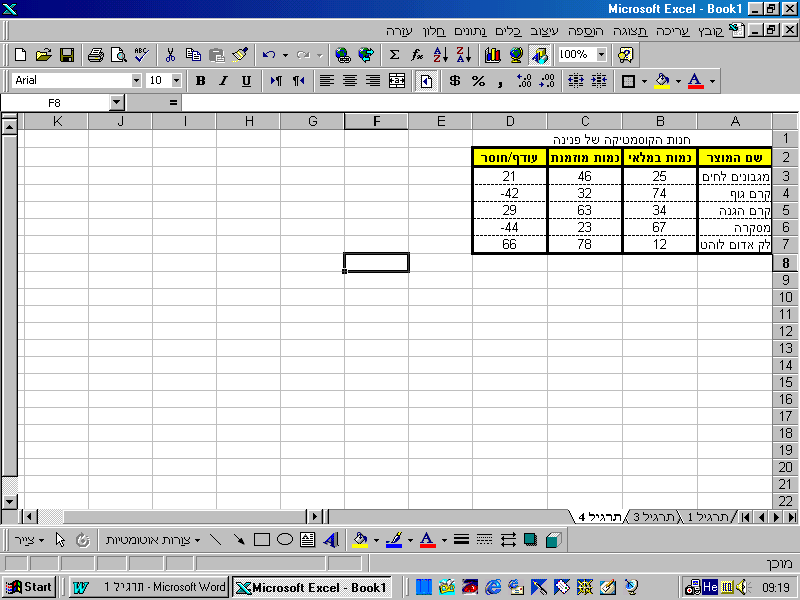 Microsoft Excel - Book1
קובץ עריכה תצוגה הוספה עיצוב כלים נתונים חלון עזרה
Σ fx 100%
Arial 10 B I U $ % ,
F8 =
K J I H G F E D C B A
חנות הקוסמטיקה של פנינה 1
שם המוצר כמות במלאי כמות מוזמנת עודף/חוסר 2
מגבונים לחים 25 46 21 3
קרם גוף 74 32 -42 4
קרם הגנה 34 63 29 5
מסקרה 67 23 -44 6
לק אדום לוהט 12 78 66 7
8
9
10
11
12
13
14
15
16
17
18
19
20
21
22
תרגיל 1 תרגיל 3 תרגיל 4
צייר צורות אוטומטיות
מוכן
Start תרגיל 1 - Microsoft Word Microsoft Excel - Book1 He 09:19